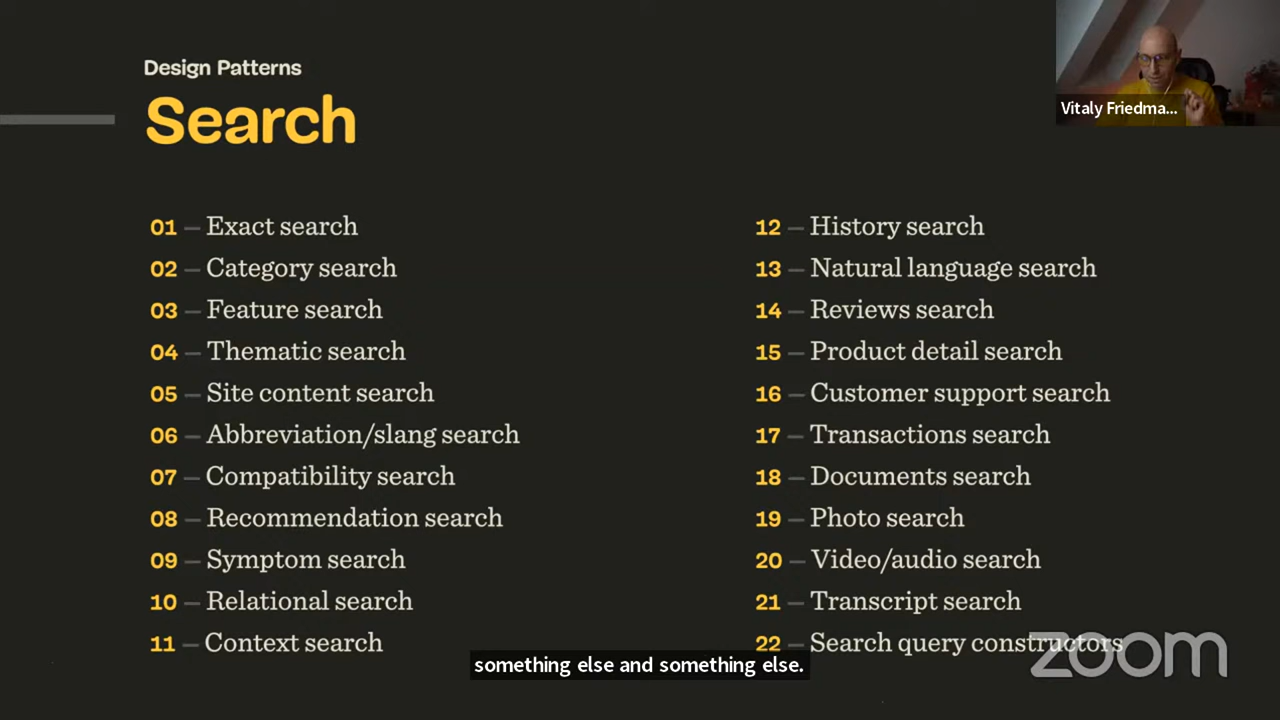 Design Patterns
Search
Vitaly Friedma...
01 — Exact search
02 — Category search
03 — Feature search
04 — Thematic search
05 — Site content search
06 — Abbreviation/slang search
07 — Compatibility search
08 — Recommendation search
09 — Symptom search
10 — Relational search
11 — Context search
12 — History search
13 — Natural language search
14 — Reviews search
15 — Product detail search
16 — Customer support search
17 — Transactions search
18 — Documents search
19 — Photo search
20 — Video/audio search
21 — Transcript search
22 — Search query constructors
something else and something else.
zoom